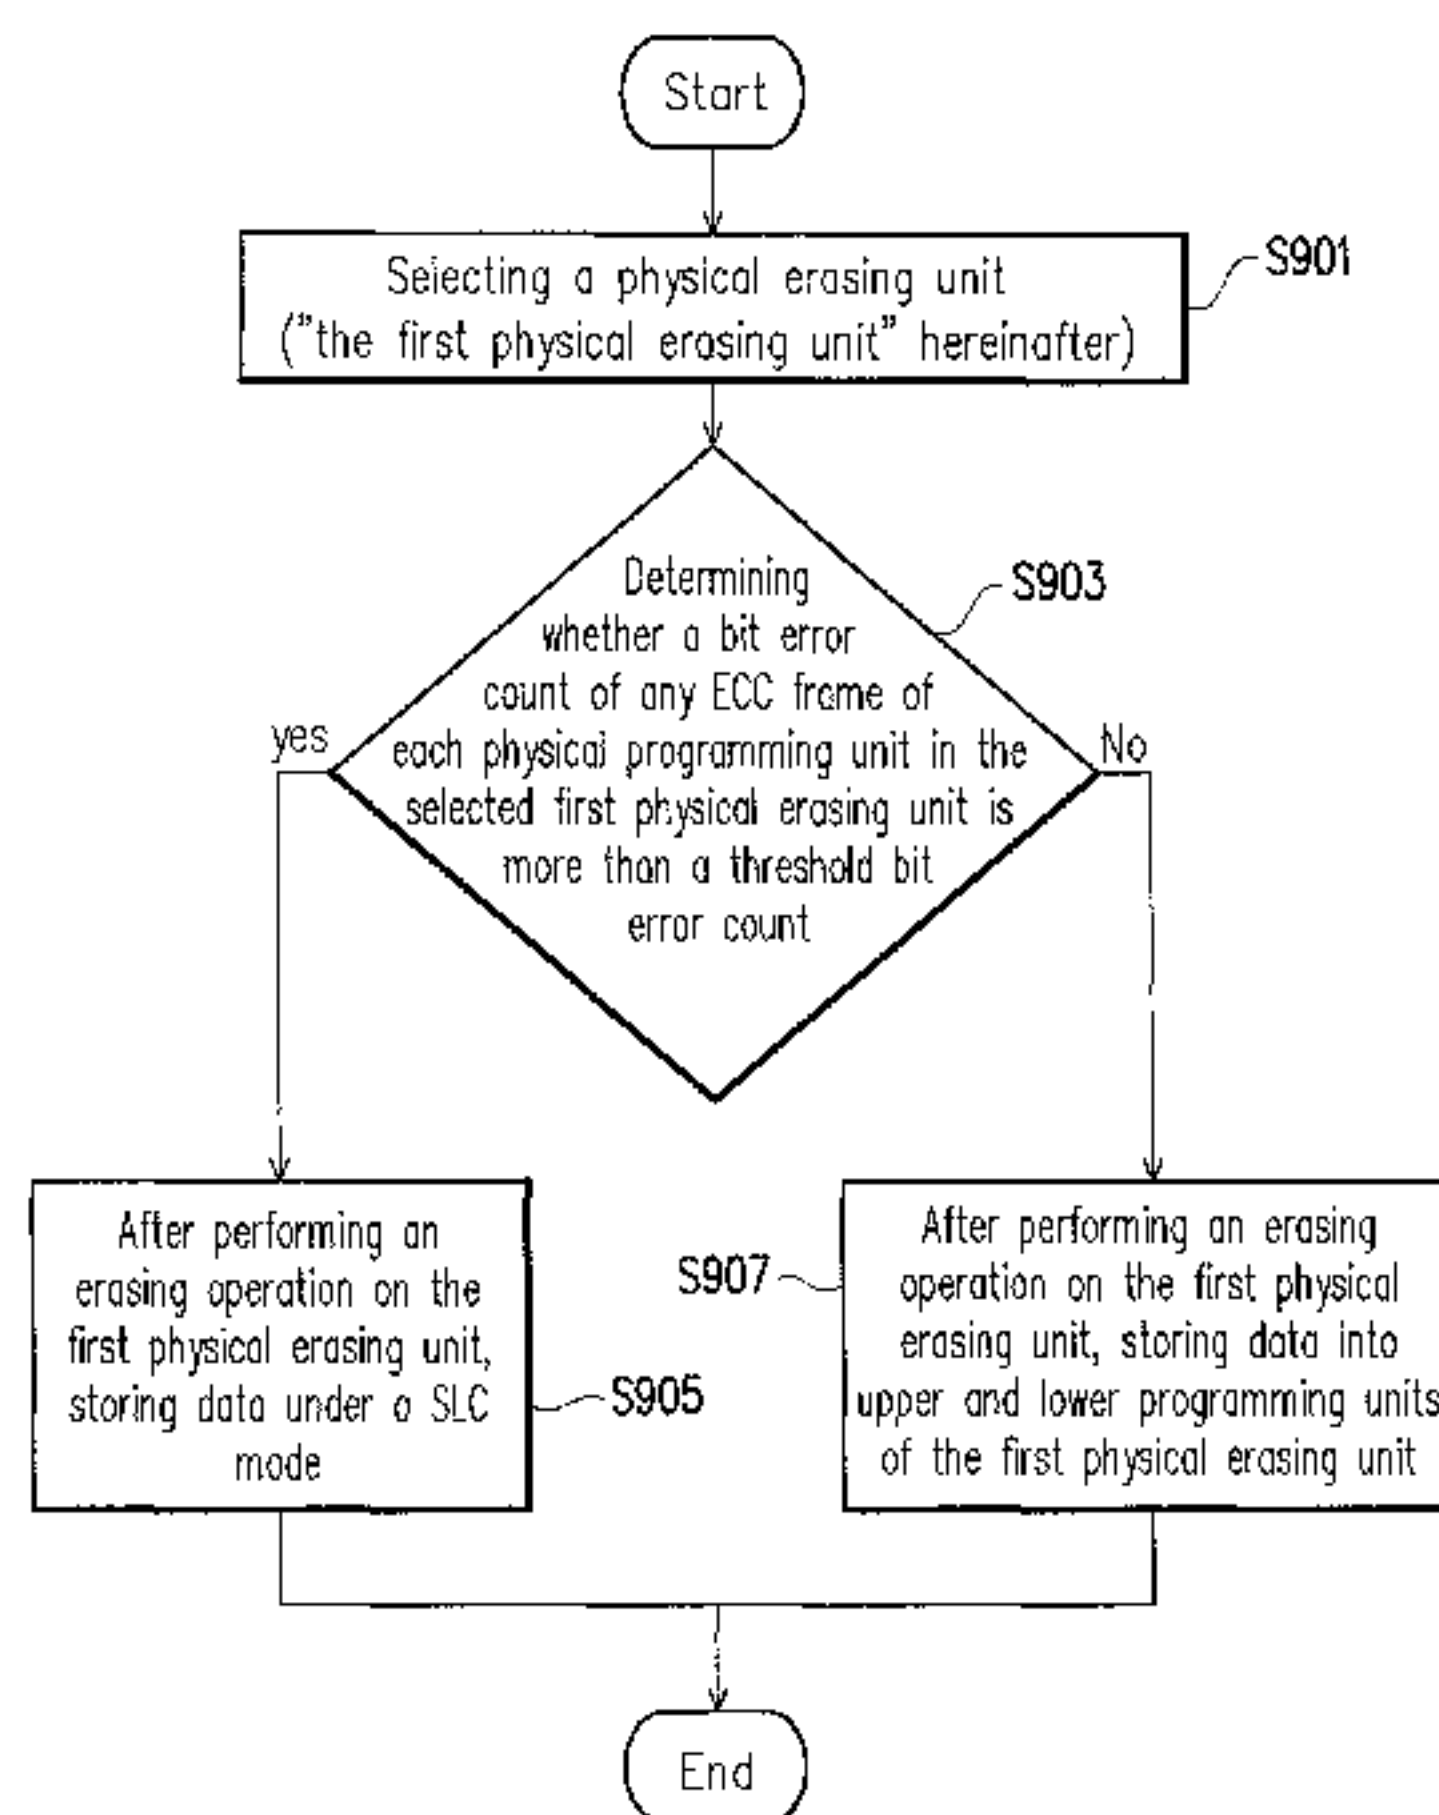 Start
Selecting a physical erasing unit
("the first physical erasing unit" hereinafter)
S901
Determining
whether a bit error
count of any ECC frame of
each physical programming unit in the
selected first physical erasing unit is
more than a threshold bit
error count
S903
yes
No
After performing an
erasing operation on the
first physical erasing unit,
storing data under a SLC
mode
S905
S907
After performing an erasing
operation on the first physical
erasing unit, storing data into
upper and lower programming units
of the first physical erasing unit
End